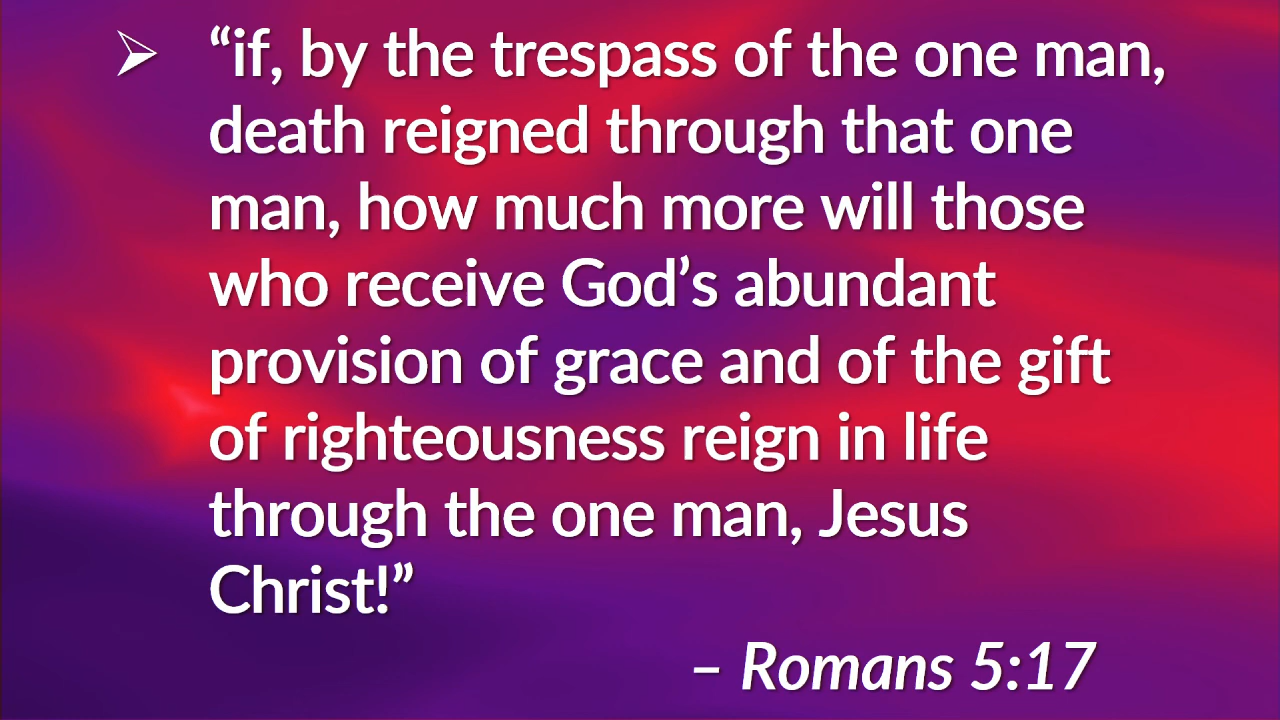 ➢ “if, by the trespass of the one man,
death reigned through that one
man, how much more will those
who receive God’s abundant
provision of grace and of the gift
of righteousness reign in life
through the one man, Jesus
Christ!”
– Romans 5:17